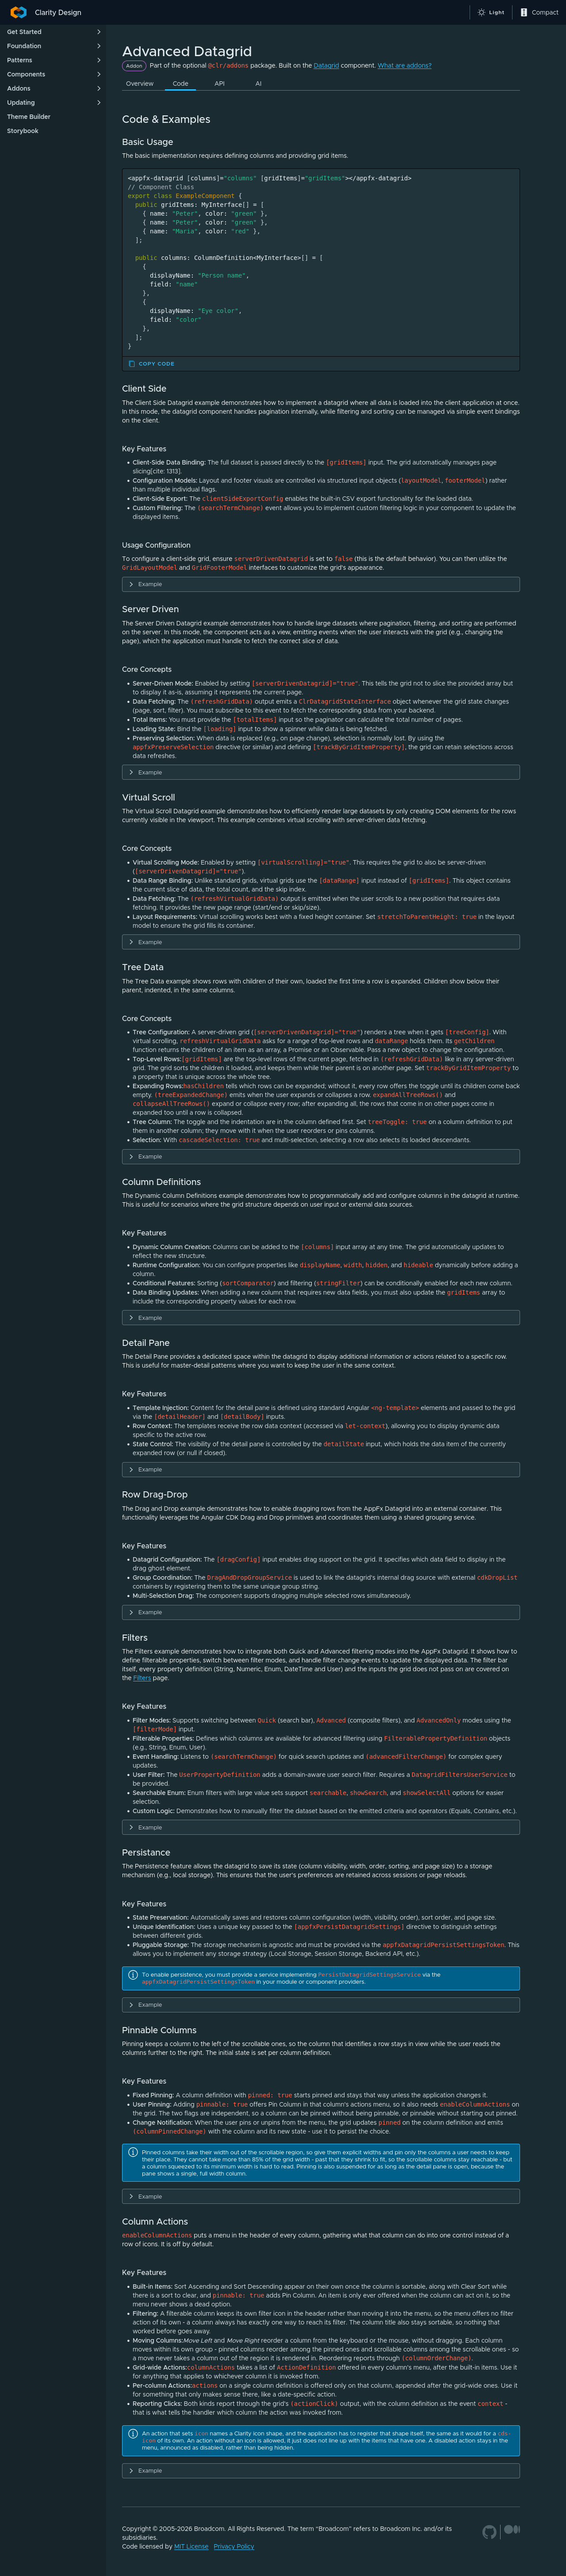 Clarity Design
Light
Compact
Get Started
Foundation
Patterns
Components
Addons
Updating
Theme Builder
Storybook
Advanced Datagrid
Addon Part of the optional @clr/addons package. Built on the Datagrid component. What are addons?
Overview
Code
API
AI
Code & Examples
Basic Usage
The basic implementation requires defining columns and providing grid items.
<appfx-datagrid [columns]="columns" [gridItems]="gridItems"></appfx-datagrid>
// Component Class
export class ExampleComponent {
public gridItems: MyInterface[] = [
{ name: "Peter", color: "green" },
{ name: "Peter", color: "green" },
{ name: "Maria", color: "red" },
];
public columns: ColumnDefinition<MyInterface>[] = [
{
displayName: "Person name",
field: "name"
},
{
displayName: "Eye color",
field: "color"
},
];
}
COPY CODE
Client Side
The Client Side Datagrid example demonstrates how to implement a datagrid where all data is loaded into the client application at once.
In this mode, the datagrid component handles pagination internally, while filtering and sorting can be managed via simple event bindings
on the client.
Key Features
• Client-Side Data Binding: The full dataset is passed directly to the [gridItems] input. The grid automatically manages page
slicing[cite: 1313].
• Configuration Models: Layout and footer visuals are controlled via structured input objects (layoutModel, footerModel) rather
than multiple individual flags.
• Client-Side Export: The clientSideExportConfig enables the built-in CSV export functionality for the loaded data.
• Custom Filtering: The (searchTermChange) event allows you to implement custom filtering logic in your component to update the
displayed items.
Usage Configuration
To configure a client-side grid, ensure serverDrivenDatagrid is set to false (this is the default behavior). You can then utilize the
GridLayoutModel and GridFooterModel interfaces to customize the grid's appearance.
Example
Server Driven
The Server Driven Datagrid example demonstrates how to handle large datasets where pagination, filtering, and sorting are performed
on the server. In this mode, the component acts as a view, emitting events when the user interacts with the grid (e.g., changing the
page), which the application must handle to fetch the correct slice of data.
Core Concepts
• Server-Driven Mode: Enabled by setting [serverDrivenDatagrid]="true". This tells the grid not to slice the provided array but
to display it as-is, assuming it represents the current page.
• Data Fetching: The (refreshGridData) output emits a ClrDatagridStateInterface object whenever the grid state changes
(page, sort, filter). You must subscribe to this event to fetch the corresponding data from your backend.
• Total Items: You must provide the [totalItems] input so the paginator can calculate the total number of pages.
• Loading State: Bind the [loading] input to show a spinner while data is being fetched.
• Preserving Selection: When data is replaced (e.g., on page change), selection is normally lost. By using the
appfxPreserveSelection directive (or similar) and defining [trackByGridItemProperty], the grid can retain selections across
data refreshes.
Example
Virtual Scroll
The Virtual Scroll Datagrid example demonstrates how to efficiently render large datasets by only creating DOM elements for the rows
currently visible in the viewport. This example combines virtual scrolling with server-driven data fetching.
Core Concepts
• Virtual Scrolling Mode: Enabled by setting [virtualScrolling]="true". This requires the grid to also be server-driven
([serverDrivenDatagrid]="true").
• Data Range Binding: Unlike standard grids, virtual grids use the [dataRange] input instead of [gridItems]. This object contains
the current slice of data, the total count, and the skip index.
• Data Fetching: The (refreshVirtualGridData) output is emitted when the user scrolls to a new position that requires data
fetching. It provides the new page range (start/end or skip/size).
• Layout Requirements: Virtual scrolling works best with a fixed height container. Set stretchToParentHeight: true in the layout
model to ensure the grid fills its container.
Example
Tree Data
The Tree Data example shows rows with children of their own, loaded the first time a row is expanded. Children show below their
parent, indented, in the same columns.
Core Concepts
• Tree Configuration: A server-driven grid ([serverDrivenDatagrid]="true") renders a tree when it gets [treeConfig]. With
virtual scrolling, refreshVirtualGridData asks for a range of top-level rows and dataRange holds them. Its getChildren
function returns the children of an item as an array, a Promise or an Observable. Pass a new object to change the configuration.
• Top-Level Rows:[gridItems] are the top-level rows of the current page, fetched in (refreshGridData) like in any server-driven
grid. The grid sorts the children it loaded, and keeps them while their parent is on another page. Set trackByGridItemProperty to
a property that is unique across the whole tree.
• Expanding Rows:hasChildren tells which rows can be expanded; without it, every row offers the toggle until its children come back
empty. (treeExpandedChange) emits when the user expands or collapses a row. expandAllTreeRows() and
collapseAllTreeRows() expand or collapse every row; after expanding all, the rows that come in on other pages come in
expanded too until a row is collapsed.
• Tree Column: The toggle and the indentation are in the column defined first. Set treeToggle: true on a column definition to put
them in another column; they move with it when the user reorders or pins columns.
• Selection: With cascadeSelection: true and multi-selection, selecting a row also selects its loaded descendants.
Example
Column Definitions
The Dynamic Column Definitions example demonstrates how to programmatically add and configure columns in the datagrid at runtime.
This is useful for scenarios where the grid structure depends on user input or external data sources.
Key Features
• Dynamic Column Creation: Columns can be added to the [columns] input array at any time. The grid automatically updates to
reflect the new structure.
• Runtime Configuration: You can configure properties like displayName, width, hidden, and hideable dynamically before adding a
column.
• Conditional Features: Sorting (sortComparator) and filtering (stringFilter) can be conditionally enabled for each new column.
• Data Binding Updates: When adding a new column that requires new data fields, you must also update the gridItems array to
include the corresponding property values for each row.
Example
Detail Pane
The Detail Pane provides a dedicated space within the datagrid to display additional information or actions related to a specific row.
This is useful for master-detail patterns where you want to keep the user in the same context.
Key Features
• Template Injection: Content for the detail pane is defined using standard Angular <ng-template> elements and passed to the grid
via the [detailHeader] and [detailBody] inputs.
• Row Context: The templates receive the row data context (accessed via let-context), allowing you to display dynamic data
specific to the active row.
• State Control: The visibility of the detail pane is controlled by the detailState input, which holds the data item of the currently
expanded row (or null if closed).
Example
Row Drag-Drop
The Drag and Drop example demonstrates how to enable dragging rows from the AppFx Datagrid into an external container. This
functionality leverages the Angular CDK Drag and Drop primitives and coordinates them using a shared grouping service.
Key Features
• Datagrid Configuration: The [dragConfig] input enables drag support on the grid. It specifies which data field to display in the
drag ghost element.
• Group Coordination: The DragAndDropGroupService is used to link the datagrid's internal drag source with external cdkDropList
containers by registering them to the same unique group string.
• Multi-Selection Drag: The component supports dragging multiple selected rows simultaneously.
Example
Filters
The Filters example demonstrates how to integrate both Quick and Advanced filtering modes into the AppFx Datagrid. It shows how to
define filterable properties, switch between filter modes, and handle filter change events to update the displayed data. The filter bar
itself, every property definition (String, Numeric, Enum, DateTime and User) and the inputs the grid does not pass on are covered on
the Filters page.
Key Features
• Filter Modes: Supports switching between Quick (search bar), Advanced (composite filters), and AdvancedOnly modes using the
[filterMode] input.
• Filterable Properties: Defines which columns are available for advanced filtering using FilterablePropertyDefinition objects
(e.g., String, Enum, User).
• Event Handling: Listens to (searchTermChange) for quick search updates and (advancedFilterChange) for complex query
updates.
• User Filter: The UserPropertyDefinition adds a domain-aware user search filter. Requires a DatagridFiltersUserService to
be provided.
• Searchable Enum: Enum filters with large value sets support searchable, showSearch, and showSelectAll options for easier
selection.
• Custom Logic: Demonstrates how to manually filter the dataset based on the emitted criteria and operators (Equals, Contains, etc.).
Example
Persistance
The Persistence feature allows the datagrid to save its state (column visibility, width, order, sorting, and page size) to a storage
mechanism (e.g., local storage). This ensures that the user's preferences are retained across sessions or page reloads.
Key Features
• State Preservation: Automatically saves and restores column configuration (width, visibility, order), sort order, and page size.
• Unique Identification: Uses a unique key passed to the [appfxPersistDatagridSettings] directive to distinguish settings
between different grids.
• Pluggable Storage: The storage mechanism is agnostic and must be provided via the appfxDatagridPersistSettingsToken. This
allows you to implement any storage strategy (Local Storage, Session Storage, Backend API, etc.).
To enable persistence, you must provide a service implementing PersistDatagridSettingsService via the
appfxDatagridPersistSettingsToken in your module or component providers.
Example
Pinnable Columns
Pinning keeps a column to the left of the scrollable ones, so the column that identifies a row stays in view while the user reads the
columns further to the right. The initial state is set per column definition.
Key Features
• Fixed Pinning: A column definition with pinned: true starts pinned and stays that way unless the application changes it.
• User Pinning: Adding pinnable: true offers Pin Column in that column's actions menu, so it also needs enableColumnActions on
the grid. The two flags are independent, so a column can be pinned without being pinnable, or pinnable without starting out pinned.
• Change Notification: When the user pins or unpins from the menu, the grid updates pinned on the column definition and emits
(columnPinnedChange) with the column and its new state - use it to persist the choice.
Pinned columns take their width out of the scrollable region, so give them explicit widths and pin only the columns a user needs to keep
their place. They cannot take more than 85% of the grid width - past that they shrink to fit, so the scrollable columns stay reachable - but
a column squeezed to its minimum width is hard to read. Pinning is also suspended for as long as the detail pane is open, because the
pane shows a single, full width column.
Example
Column Actions
enableColumnActions puts a menu in the header of every column, gathering what that column can do into one control instead of a
row of icons. It is off by default.
Key Features
• Built-in Items: Sort Ascending and Sort Descending appear on their own once the column is sortable, along with Clear Sort while
there is a sort to clear, and pinnable: true adds Pin Column. An item is only ever offered when the column can act on it, so the
menu never shows a dead option.
• Filtering: A filterable column keeps its own filter icon in the header rather than moving it into the menu, so the menu offers no filter
action of its own - a column always has exactly one way to reach its filter. The column title also stays sortable, so nothing that
worked before goes away.
• Moving Columns:Move Left and Move Right reorder a column from the keyboard or the mouse, without dragging. Each column
moves within its own group - pinned columns reorder among the pinned ones and scrollable columns among the scrollable ones - so
a move never takes a column out of the region it is rendered in. Reordering reports through (columnOrderChange).
• Grid-wide Actions:columnActions takes a list of ActionDefinition offered in every column's menu, after the built-in items. Use it
for anything that applies to whichever column it is invoked from.
• Per-column Actions:actions on a single column definition is offered only on that column, appended after the grid-wide ones. Use it
for something that only makes sense there, like a date-specific action.
• Reporting Clicks: Both kinds report through the grid's (actionClick) output, with the column definition as the event context -
that is what tells the handler which column the action was invoked from.
An action that sets icon names a Clarity icon shape, and the application has to register that shape itself, the same as it would for a cds-
icon of its own. An action without an icon is allowed, it just does not line up with the items that have one. A disabled action stays in the
menu, announced as disabled, rather than being hidden.
Example
Copyright © 2005-2026 Broadcom. All Rights Reserved. The term "Broadcom" refers to Broadcom Inc. and/or its
subsidiaries.
Code licensed by MIT License Privacy Policy